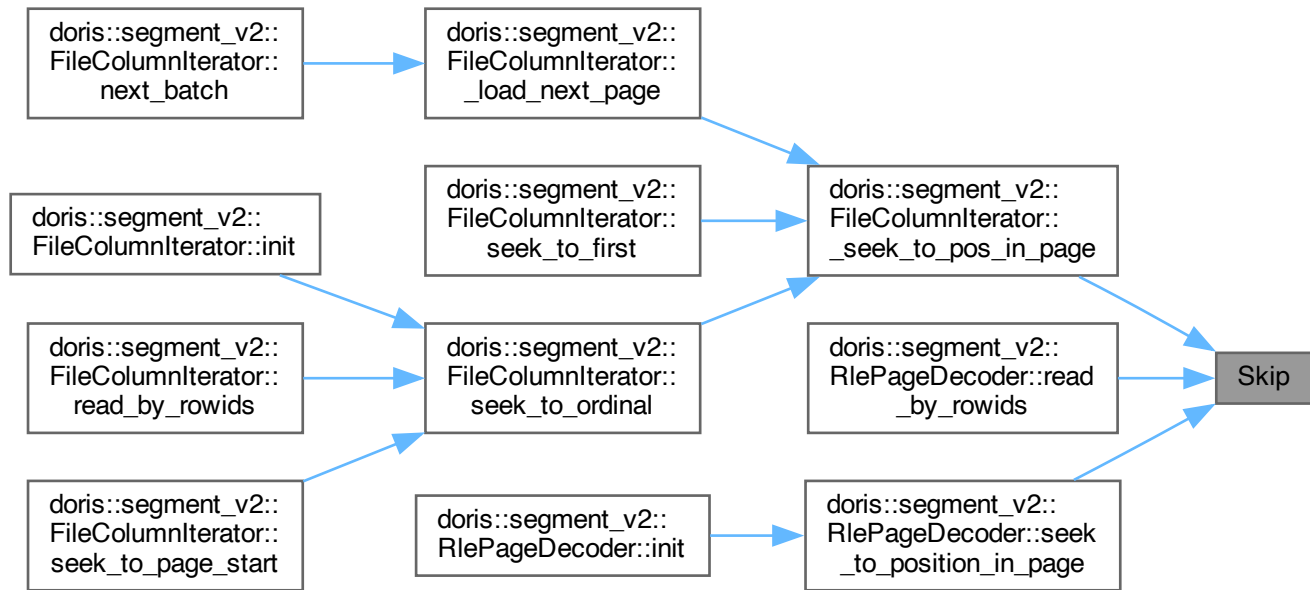 doris::segment_v2::
FileColumnIterator::
next_batch
doris::segment_v2::
FileColumnIterator::
_load_next_page
doris::segment_v2::
FileColumnIterator::init
doris::segment_v2::
FileColumnIterator::
seek_to_first
doris::segment_v2::
FileColumnIterator::
_seek_to_pos_in_page
doris::segment_v2::
FileColumnIterator::
read_by_rowids
doris::segment_v2::
FileColumnIterator::
seek_to_ordinal
doris::segment_v2::
RlePageDecoder::read
_by_rowids
Skip
doris::segment_v2::
FileColumnIterator::
seek_to_page_start
doris::segment_v2::
RlePageDecoder::init
doris::segment_v2::
RlePageDecoder::seek
_to_position_in_page